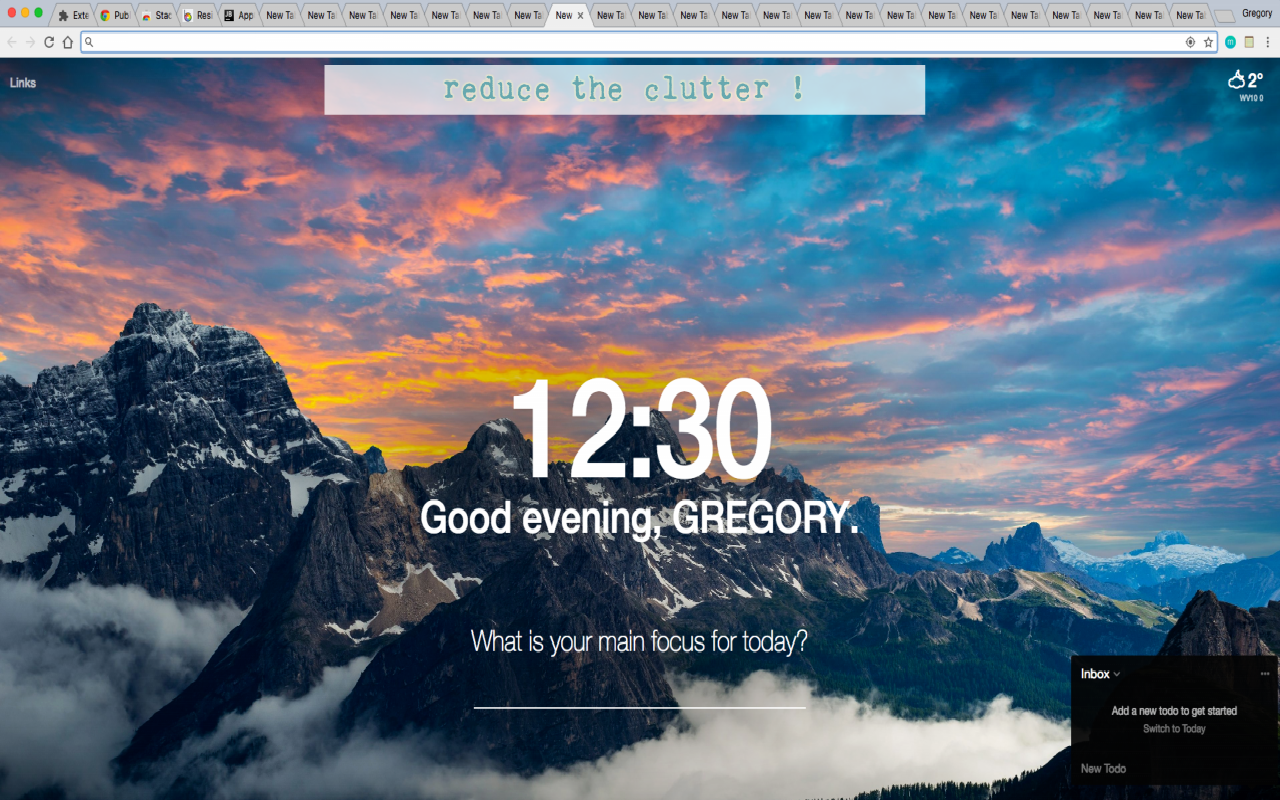 Exte Pub Stac Resi App New Ta New Ta New Ta New Ta New Ta New Ta New Ta New x New Ta New Ta New Ta New Ta New Ta New Ta New Ta New Ta New Ta New Ta New Ta New Ta New Ta New Ta New Tal Gregory
Links
reduce the clutter !
2°
WV10 0
12:30
Good evening, GREGORY.
What is your main focus for today?
Inbox
Add a new todo to get started
Switch to Today
New Todo